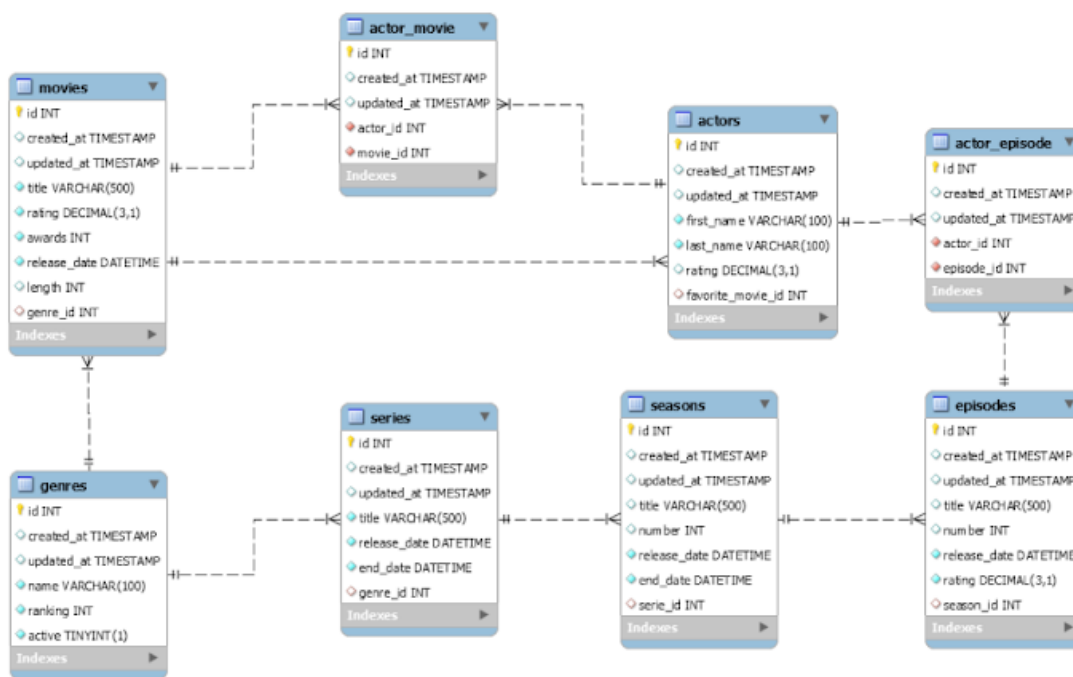 actor_movie
id INT
created_at TIMESTAMP
updated_at TIMESTAMP
actor_id INT
movie_id INT
Indexes
movies
id INT
created_at TIMESTAMP
updated_at TIMESTAMP
title VARCHAR(500)
rating DECIMAL(3,1)
awards INT
release_date DATETIME
length INT
genre_id INT
Indexes
actors
id INT
created_at TIMESTAMP
updated_at TIMESTAMP
first_name VARCHAR(100)
last_name VARCHAR(100)
rating DECIMAL(3,1)
favorite_movie_id INT
Indexes
actor_episode
id INT
created_at TIMESTAMP
updated_at TIMESTAMP
actor_id INT
episode_id INT
Indexes
genres
id INT
created_at TIMESTAMP
updated_at TIMESTAMP
name VARCHAR(100)
ranking INT
active TINYINT(1)
Indexes
series
id INT
created_at TIMESTAMP
updated_at TIMESTAMP
title VARCHAR(500)
release_date DATETIME
end_date DATETIME
genre_id INT
Indexes
seasons
id INT
created_at TIMESTAMP
updated_at TIMESTAMP
title VARCHAR(500)
number INT
release_date DATETIME
end_date DATETIME
serie_id INT
Indexes
episodes
id INT
created_at TIMESTAMP
updated_at TIMESTAMP
title VARCHAR(500)
number INT
release_date DATETIME
rating DECIMAL(3,1)
season_id INT
Indexes